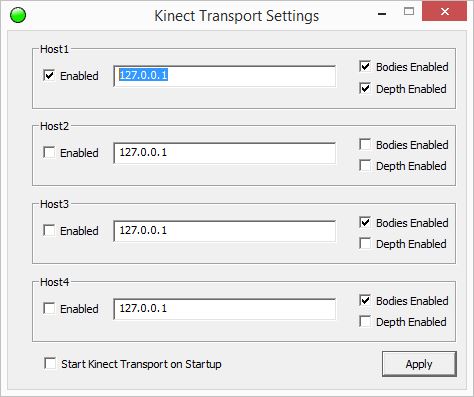 Kinect Transport Settings
Host1
Enabled
127.0.0.1
Bodies Enabled
Depth Enabled
Host2
Enabled
127.0.0.1
Bodies Enabled
Depth Enabled
Host3
Enabled
127.0.0.1
Bodies Enabled
Depth Enabled
Host4
Enabled
127.0.0.1
Bodies Enabled
Depth Enabled
Start Kinect Transport on Startup
Apply